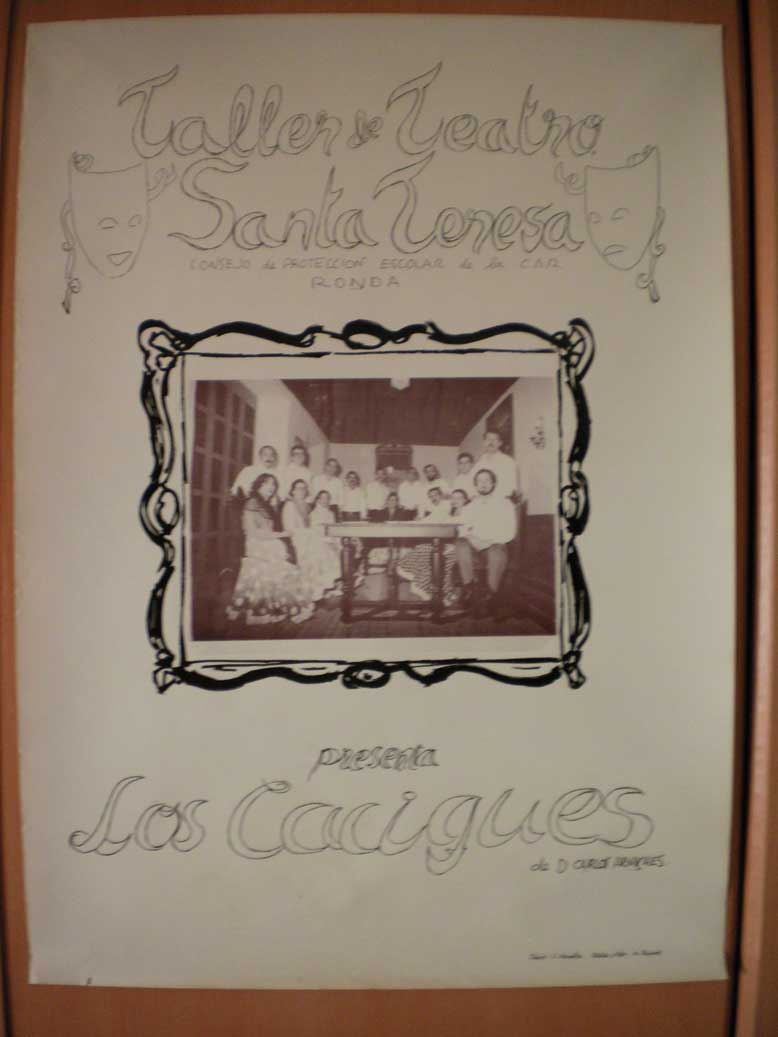 Taller de Teatro
Santa Teresa
CONSEJO de PROTECCION ESCOLAR de la C.A.R
RONDA
presenta
Los Caciques
de D CARLOS ARNICHES